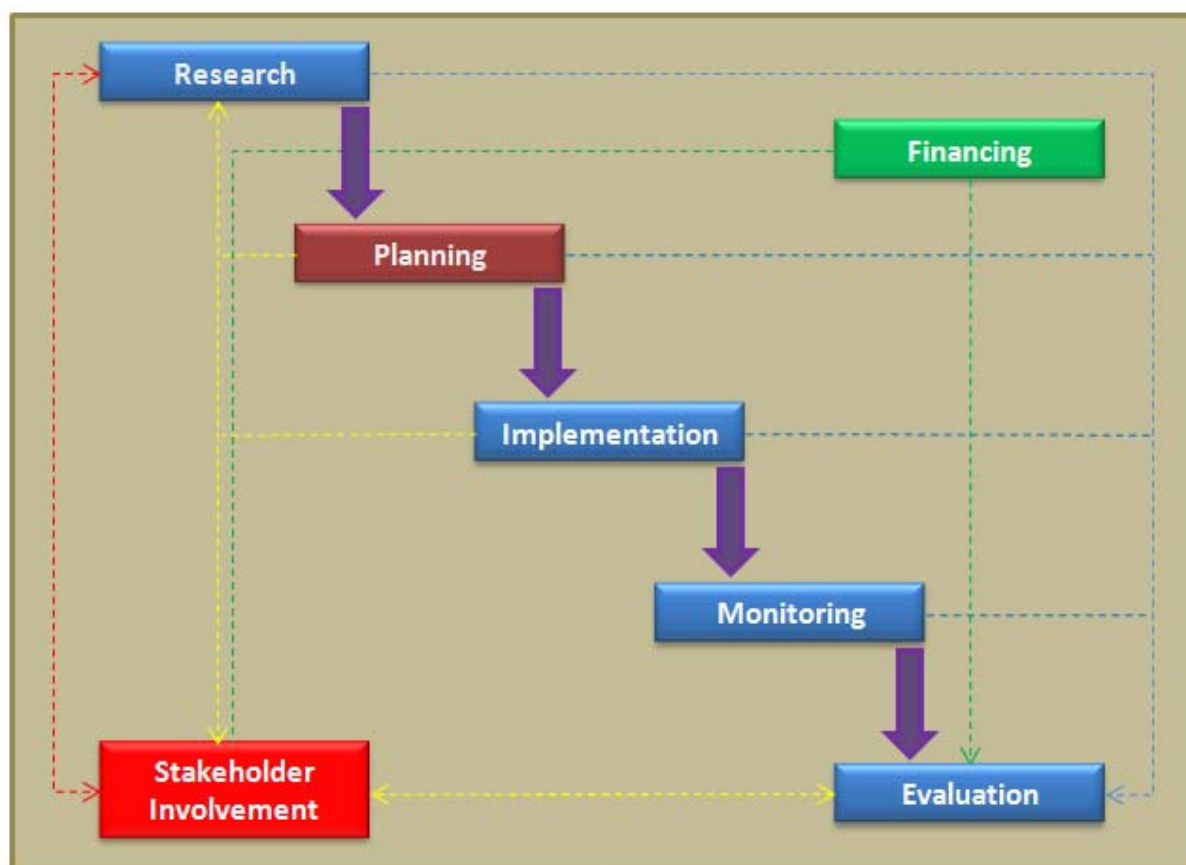 Research
Financing
Planning
Implementation
Monitoring
Stakeholder
Involvement
Evaluation